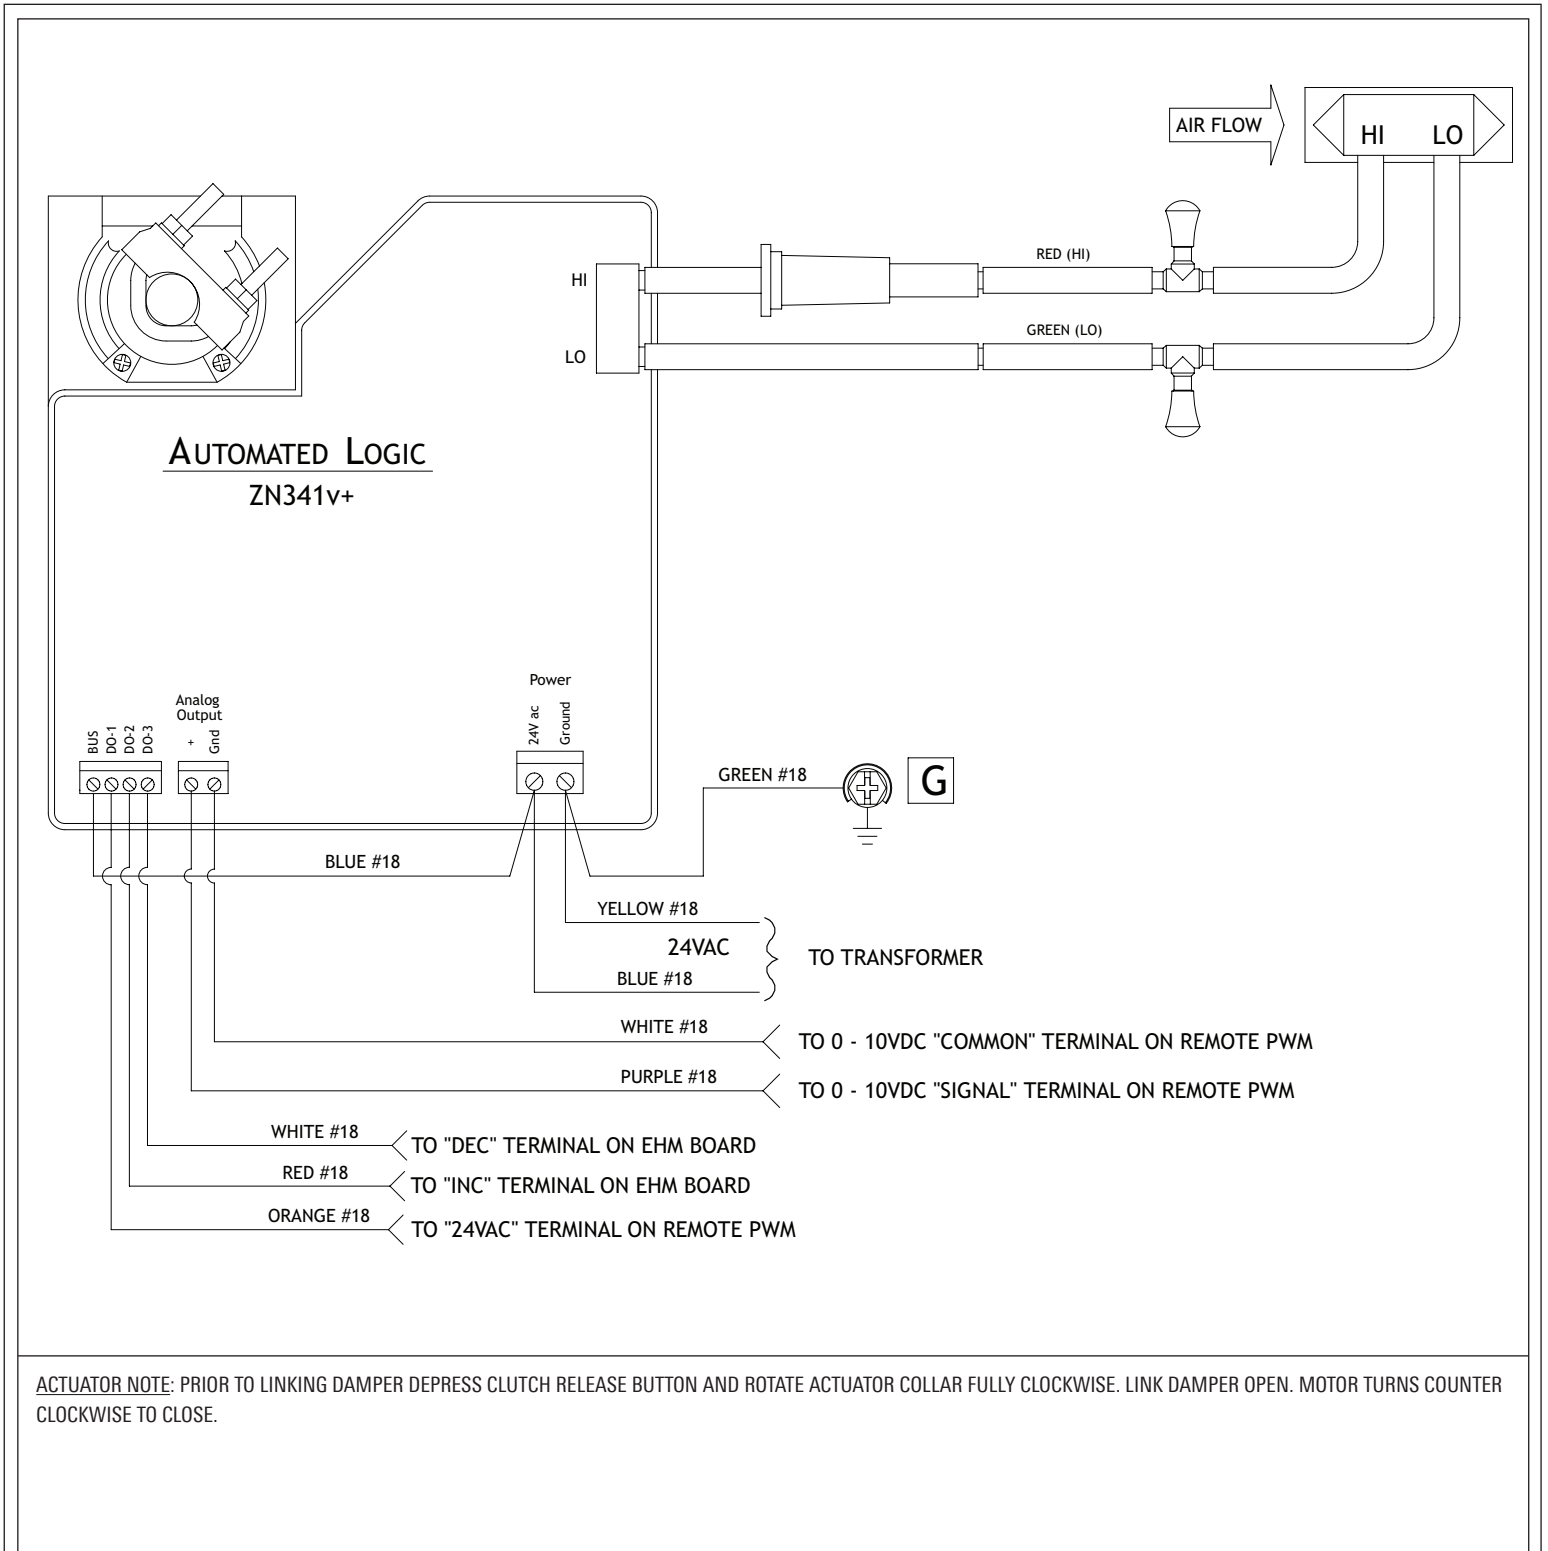 AIR FLOW
HI LO
RED (HI)
HI
GREEN (LO)
LO
AUTOMATED LOGIC
ZN341v+
Power
24V ac
Ground
Analog
Output
BUS
DO-1
DO-2
DO-3
+
Gnd
GREEN #18
G
BLUE #18
YELLOW #18
24VAC
TO TRANSFORMER
BLUE #18
WHITE #18
TO 0 - 10VDC "COMMON" TERMINAL ON REMOTE PWM
PURPLE #18
TO 0 - 10VDC "SIGNAL" TERMINAL ON REMOTE PWM
WHITE #18
TO "DEC" TERMINAL ON EHM BOARD
RED #18
TO "INC" TERMINAL ON EHM BOARD
ORANGE #18
TO "24VAC" TERMINAL ON REMOTE PWM
ACTUATOR NOTE: PRIOR TO LINKING DAMPER DEPRESS CLUTCH RELEASE BUTTON AND ROTATE ACTUATOR COLLAR FULLY CLOCKWISE. LINK DAMPER OPEN. MOTOR TURNS COUNTER
CLOCKWISE TO CLOSE.